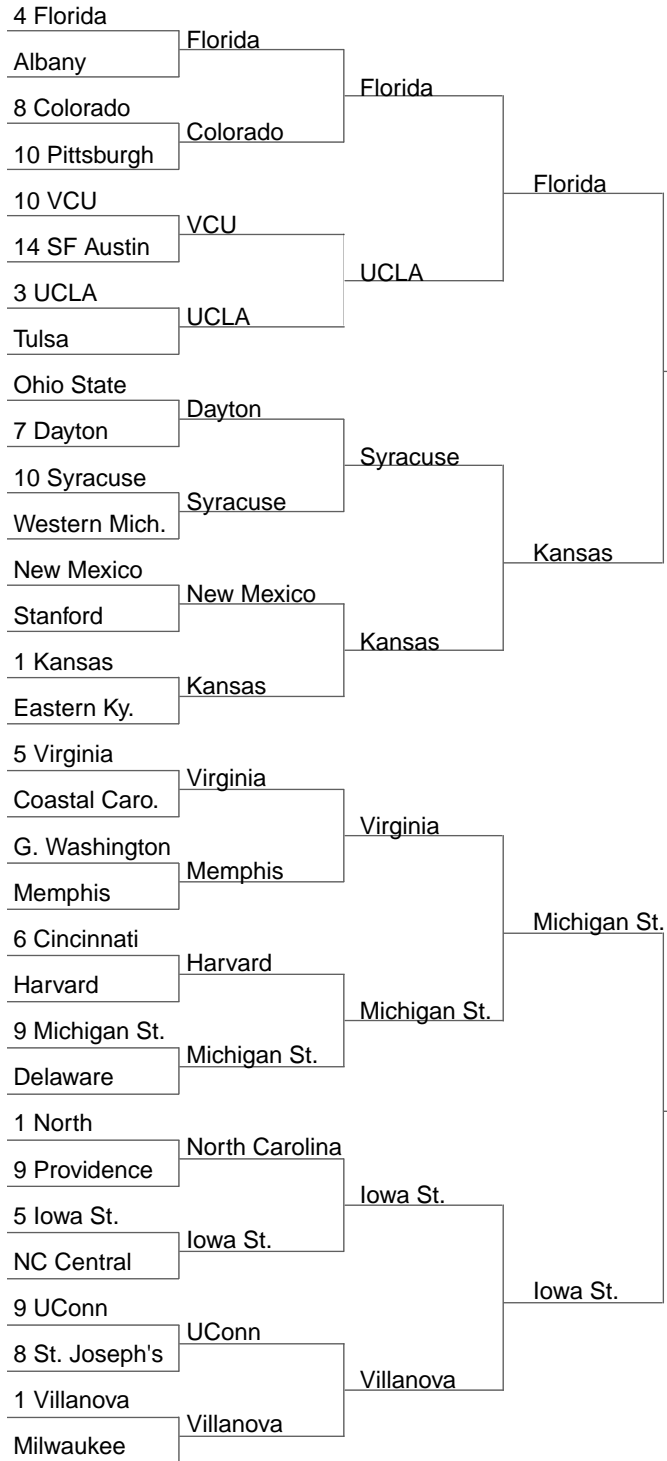 4 Florida
Albany
8 Colorado
10 Pittsburgh
10 VCU
14 SF Austin
3 UCLA
Tulsa
Ohio State
7 Dayton
10 Syracuse
Western Mich.
New Mexico
Stanford
1 Kansas
Eastern Ky.
5 Virginia
Coastal Caro.
G. Washington
Memphis
6 Cincinnati
Harvard
9 Michigan St.
Delaware
1 North
9 Providence
5 Iowa St.
NC Central
9 UConn
8 St. Joseph's
1 Villanova
Milwaukee
Florida
Colorado
VCU
UCLA
Dayton
Syracuse
New Mexico
Kansas
Virginia
Memphis
Harvard
Michigan St.
North Carolina
Iowa St.
UConn
Villanova
Florida
UCLA
Syracuse
Kansas
Virginia
Michigan St.
Iowa St.
Villanova
Florida
Kansas
Michigan St.
Iowa St.